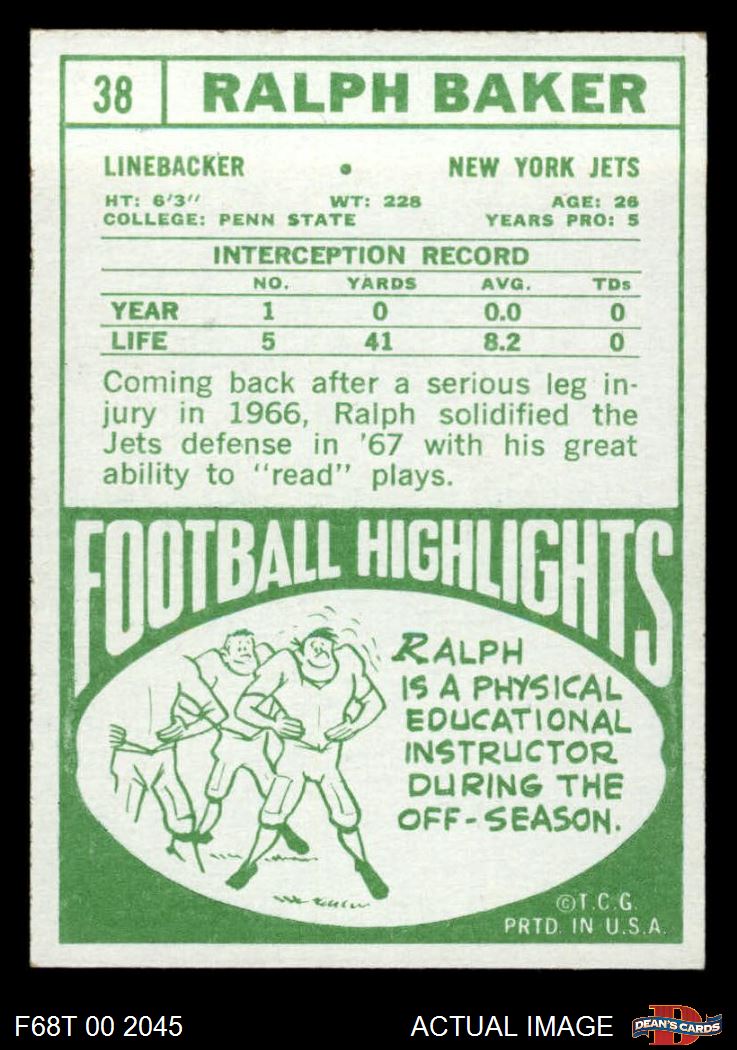 38 RALPH BAKER
LINEBACKER • NEW YORK JETS
HT: 6'3" WT: 228 AGE: 26
COLLEGE: PENN STATE YEARS PRO: 5
INTERCEPTION RECORD
NO. YARDS AVG. TDs
YEAR 1 0 0.0 0
LIFE 5 41 8.2 0
Coming back after a serious leg in-
jury in 1966, Ralph solidified the
Jets defense in '67 with his great
ability to "read" plays.
FOOTBALL HIGHLIGHTS
RALPH
IS A PHYSICAL
EDUCATIONAL
INSTRUCTOR
DURING THE
OFF-SEASON.
©T.C.G.
PRTD. IN U.S.A.
F68T 00 2045 ACTUAL IMAGE D DEAN'S CARDS